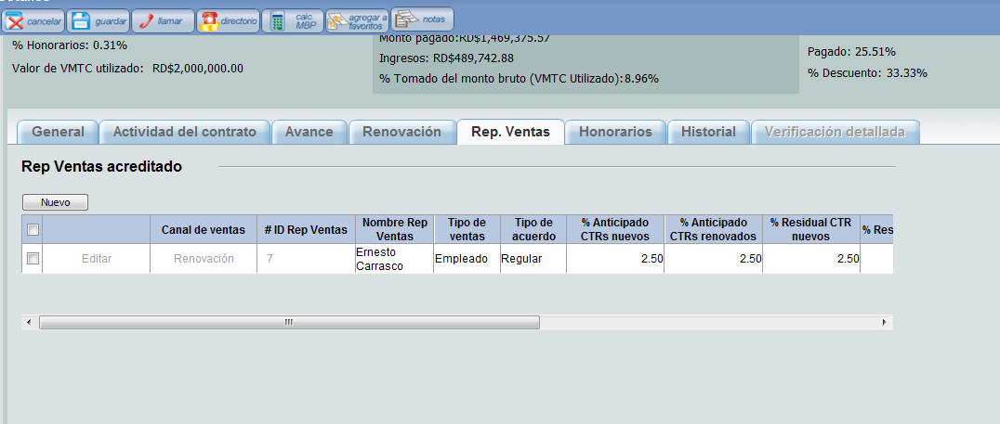 cancelar guardar llamar directorio calc. MBP agregar a favoritos notas
% Honorarios: 0.31%
Valor de VMTC utilizado: RD$2,000,000.00
Monto pagado:RD$1,469,375.57
Ingresos: RD$489,742.88
% Tomado del monto bruto (VMTC Utilizado):8.96%
Pagado: 25.51%
% Descuento: 33.33%
General Actividad del contrato Avance Renovación Rep. Ventas Honorarios Historial Verificación detallada
Rep Ventas acreditado
Nuevo
Canal de ventas # ID Rep Ventas Nombre Rep Ventas Tipo de ventas Tipo de acuerdo % Anticipado CTRs nuevos % Anticipado CTRs renovados % Residual CTR nuevos % Res
Editar Renovación 7 Ernesto Carrasco Empleado Regular 2.50 2.50 2.50